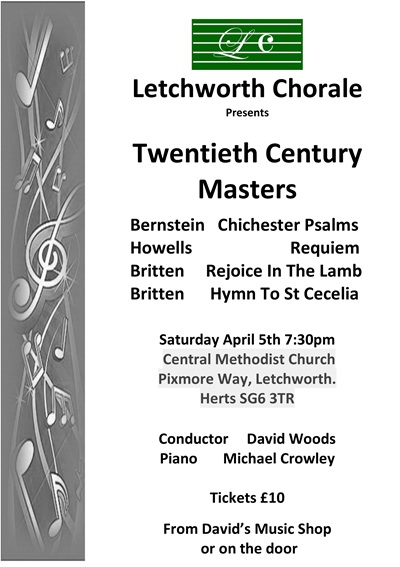 Lc
Letchworth Chorale
Presents
Twentieth Century
Masters
Bernstein Chichester Psalms
Howells Requiem
Britten Rejoice In The Lamb
Britten Hymn To St Cecelia
Saturday April 5th 7:30pm
Central Methodist Church
Pixmore Way, Letchworth.
Herts SG6 3TR
Conductor David Woods
Piano Michael Crowley
Tickets £10
From David’s Music Shop
or on the door